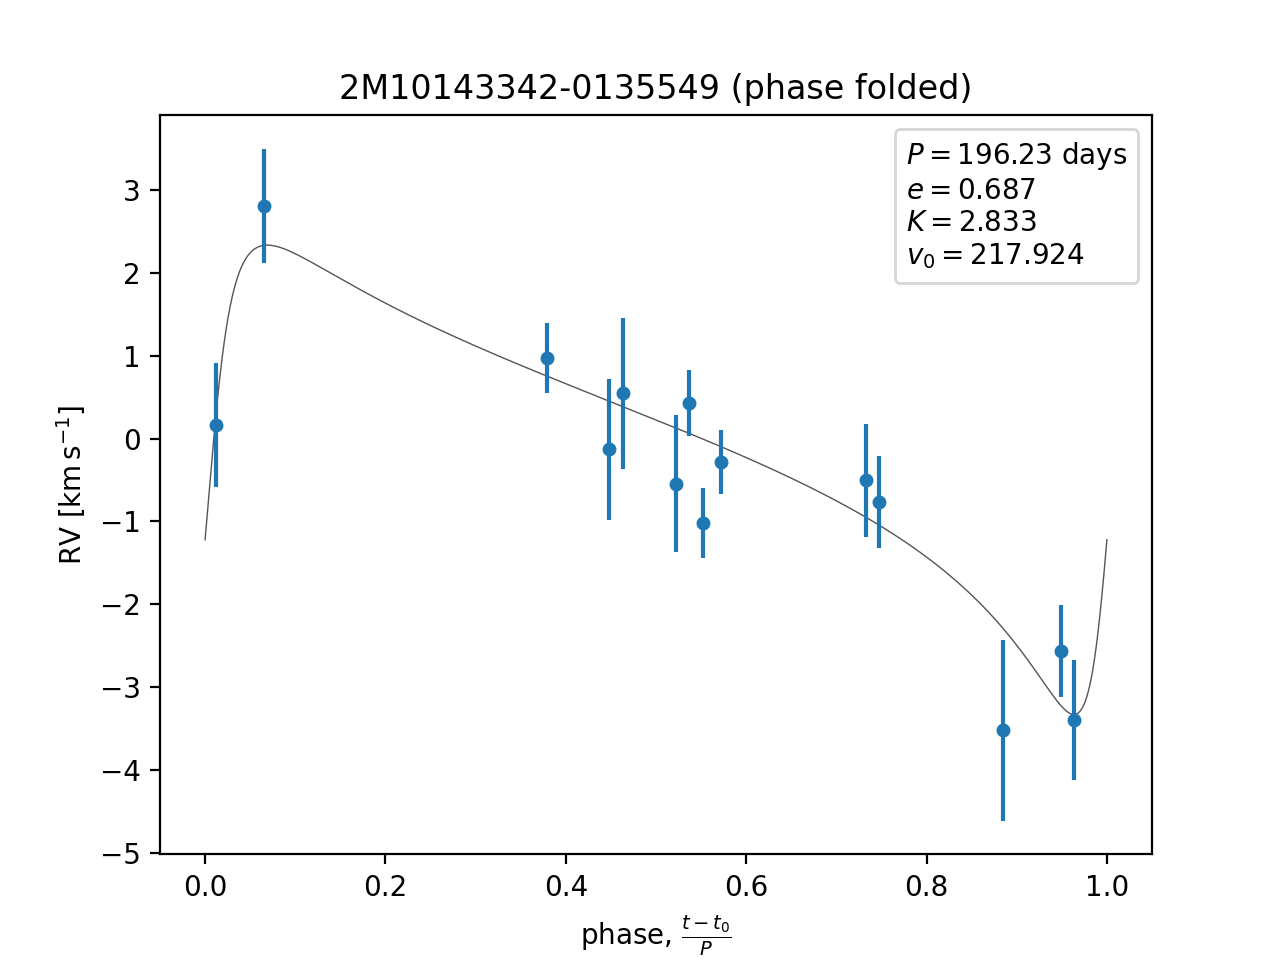 2M10143342-0135549 (phase folded)
P = 196.23 days
e = 0.687
K = 2.833
v₀ = 217.924
RV [km s⁻¹]
3
2
1
0
−1
−2
−3
−4
−5
0.0 0.2 0.4 0.6 0.8 1.0
phase, (t − t₀)/P